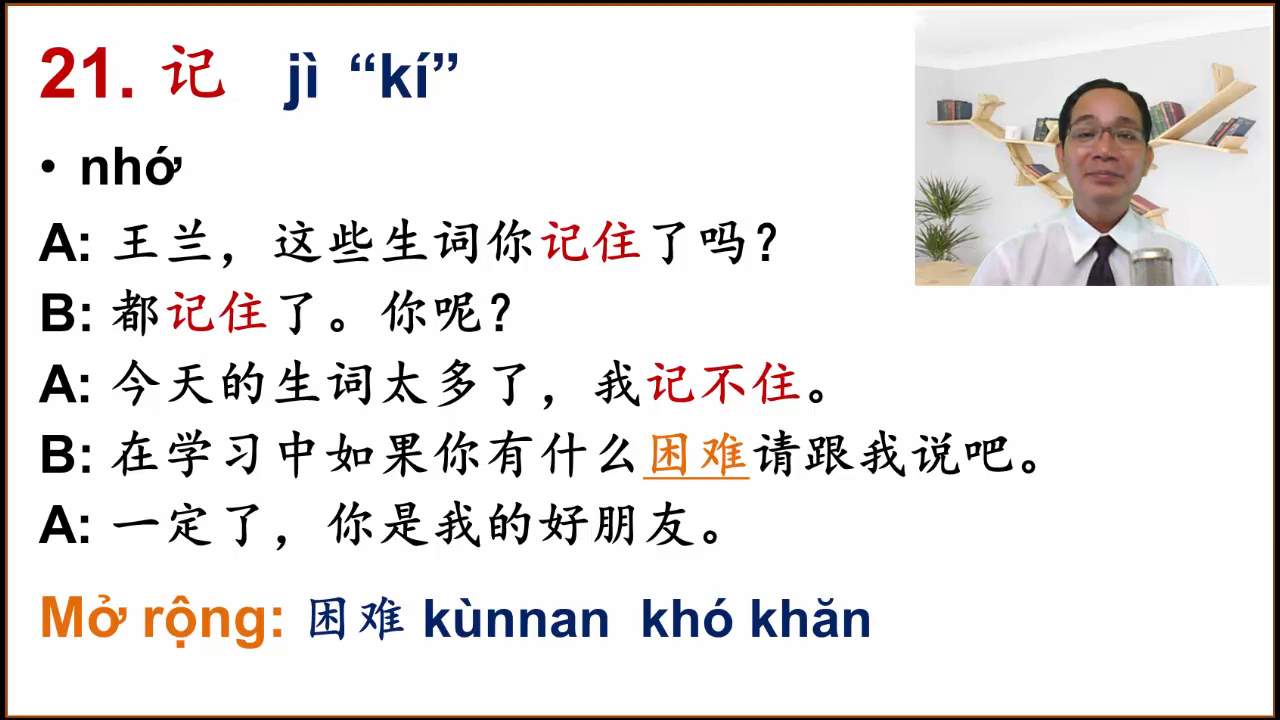 21. 记 jì “kí”
• nhớ
A: 王兰，这些生词你记住了吗？
B: 都记住了。你呢？
A: 今天的生词太多了，我记不住。
B: 在学习中如果你有什么困难请跟我说吧。
A: 一定了，你是我的好朋友。
Mở rộng: 困难 kùnnan khó khăn